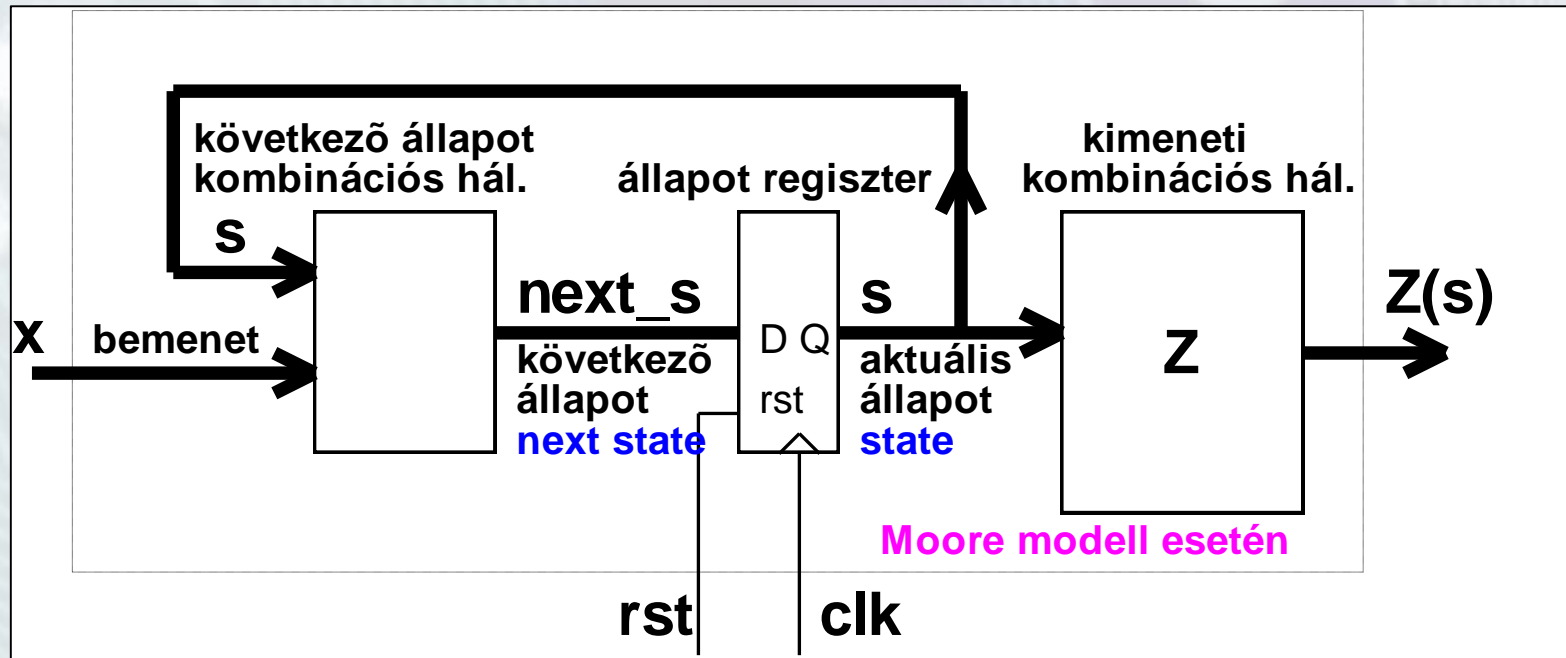 következõ állapot
kombinációs hál.
állapot regiszter
kimeneti
kombinációs hál.
s
next_s
s
Z(s)
x
bemenet
D Q
Z
következõ
állapot
next state
rst
aktuális
állapot
state
Moore modell esetén
rst
clk